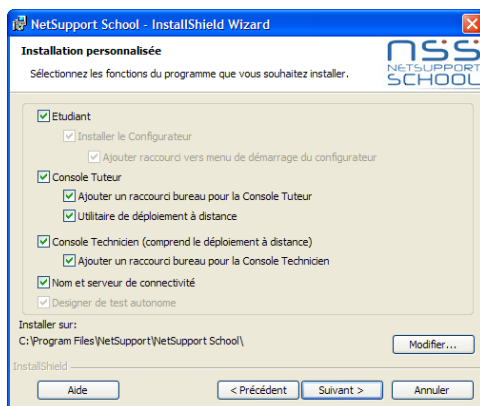 NetSupport School - InstallShield Wizard
Installation personnalisée
Sélectionnez les fonctions du programme que vous souhaitez installer.
nss
NETSUPPORT
SCHOOL
Etudiant
Installer le Configurateur
Ajouter raccourci vers menu de démarrage du configurateur
Console Tuteur
Ajouter un raccourci bureau pour la Console Tuteur
Utilitaire de déploiement à distance
Console Technicien (comprend le déploiement à distance)
Ajouter un raccourci bureau pour la Console Technicien
Nom et serveur de connectivité
Designer de test autonome
Installer sur:
C:\Program Files\NetSupport\NetSupport School\
Modifier...
InstallShield
Aide
< Précédent
Suivant >
Annuler